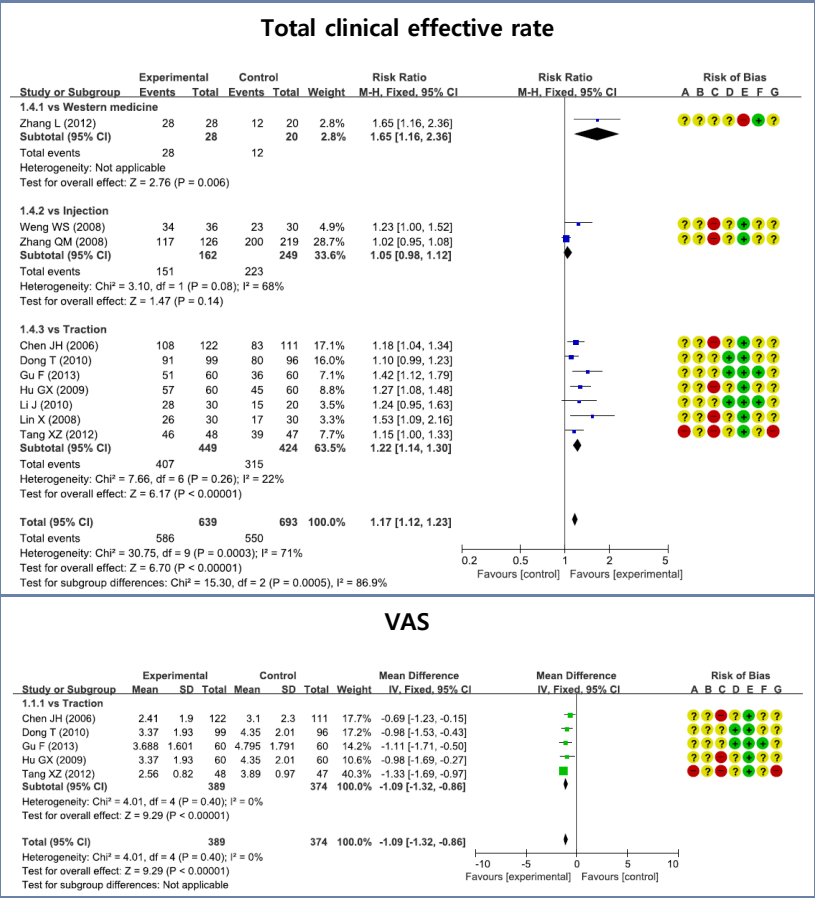 Total clinical effective rate
Experimental Control Risk Ratio Risk Ratio Risk of Bias
Study or Subgroup Events Total Events Total Weight M-H, Fixed, 95% CI M-H, Fixed, 95% CI A B C D E F G
1.4.1 vs Western medicine
Zhang L (2012) 28 28 12 20 2.8% 1.65 [1.16, 2.36] ? ? ? ? − + ?
Subtotal (95% CI) 28 20 2.8% 1.65 [1.16, 2.36]
Total events 28 12
Heterogeneity: Not applicable
Test for overall effect: Z = 2.76 (P = 0.006)
1.4.2 vs Injection
Weng WS (2008) 34 36 23 30 4.9% 1.23 [1.00, 1.52] ? ? − ? + ? ?
Zhang QM (2008) 117 126 200 219 28.7% 1.02 [0.95, 1.08] ? ? − ? + ? ?
Subtotal (95% CI) 162 249 33.6% 1.05 [0.98, 1.12]
Total events 151 223
Heterogeneity: Chi² = 3.10, df = 1 (P = 0.08); I² = 68%
Test for overall effect: Z = 1.47 (P = 0.14)
1.4.3 vs Traction
Chen JH (2006) 108 122 83 111 17.1% 1.18 [1.04, 1.34] ? ? − ? + ? ?
Dong T (2010) 91 99 80 96 16.0% 1.10 [0.99, 1.23] ? ? ? + + ? ?
Gu F (2013) 51 60 36 60 7.1% 1.42 [1.12, 1.79] ? ? ? + + + ?
Hu GX (2009) 57 60 45 60 8.8% 1.27 [1.08, 1.48] ? ? − ? + ? ?
Li J (2010) 28 30 15 20 3.5% 1.24 [0.95, 1.63] ? ? ? + + + ?
Lin X (2008) 26 30 17 30 3.3% 1.53 [1.09, 2.16] ? ? − ? + ? ?
Tang XZ (2012) 46 48 39 47 7.7% 1.15 [1.00, 1.33] − ? − ? + ? −
Subtotal (95% CI) 449 424 63.5% 1.22 [1.14, 1.30]
Total events 407 315
Heterogeneity: Chi² = 7.66, df = 6 (P = 0.26); I² = 22%
Test for overall effect: Z = 6.17 (P < 0.00001)
Total (95% CI) 639 693 100.0% 1.17 [1.12, 1.23]
Total events 586 550
Heterogeneity: Chi² = 30.75, df = 9 (P = 0.0003); I² = 71%
Test for overall effect: Z = 6.70 (P < 0.00001)
Test for subgroup differences: Chi² = 15.30, df = 2 (P = 0.0005), I² = 86.9%
0.2 0.5 1 2 5
Favours [control] Favours [experimental]
VAS
Experimental Control Mean Difference Mean Difference Risk of Bias
Study or Subgroup Mean SD Total Mean SD Total Weight IV, Fixed, 95% CI IV, Fixed, 95% CI A B C D E F G
1.1.1 vs Traction
Chen JH (2006) 2.41 1.9 122 3.1 2.3 111 17.7% -0.69 [-1.23, -0.15] ? ? − ? + ? ?
Dong T (2010) 3.37 1.93 99 4.35 2.01 96 16.7% -0.98 [-1.53, -0.43] ? ? ? + + ? ?
Gu F (2013) 3.688 1.601 60 4.795 1.791 60 14.2% -1.11 [-1.71, -0.50] ? ? ? + + + ?
Hu GX (2009) 3.37 1.93 60 4.35 2.01 60 11.0% -0.98 [-1.69, -0.27] ? ? − ? + ? ?
Tang XZ (2012) 2.56 0.82 48 3.89 0.97 47 40.3% -1.33 [-1.69, -0.97] − ? − ? + ? −
Subtotal (95% CI) 389 374 100.0% -1.09 [-1.32, -0.86]
Heterogeneity: Chi² = 4.01, df = 4 (P = 0.40); I² = 0%
Test for overall effect: Z = 9.29 (P < 0.00001)
Total (95% CI) 389 374 100.0% -1.09 [-1.32, -0.86]
Heterogeneity: Chi² = 4.01, df = 4 (P = 0.40); I² = 0%
Test for overall effect: Z = 9.29 (P < 0.00001)
Test for subgroup differences: Not applicable
-10 -5 0 5 10
Favours [experimental] Favours [control]